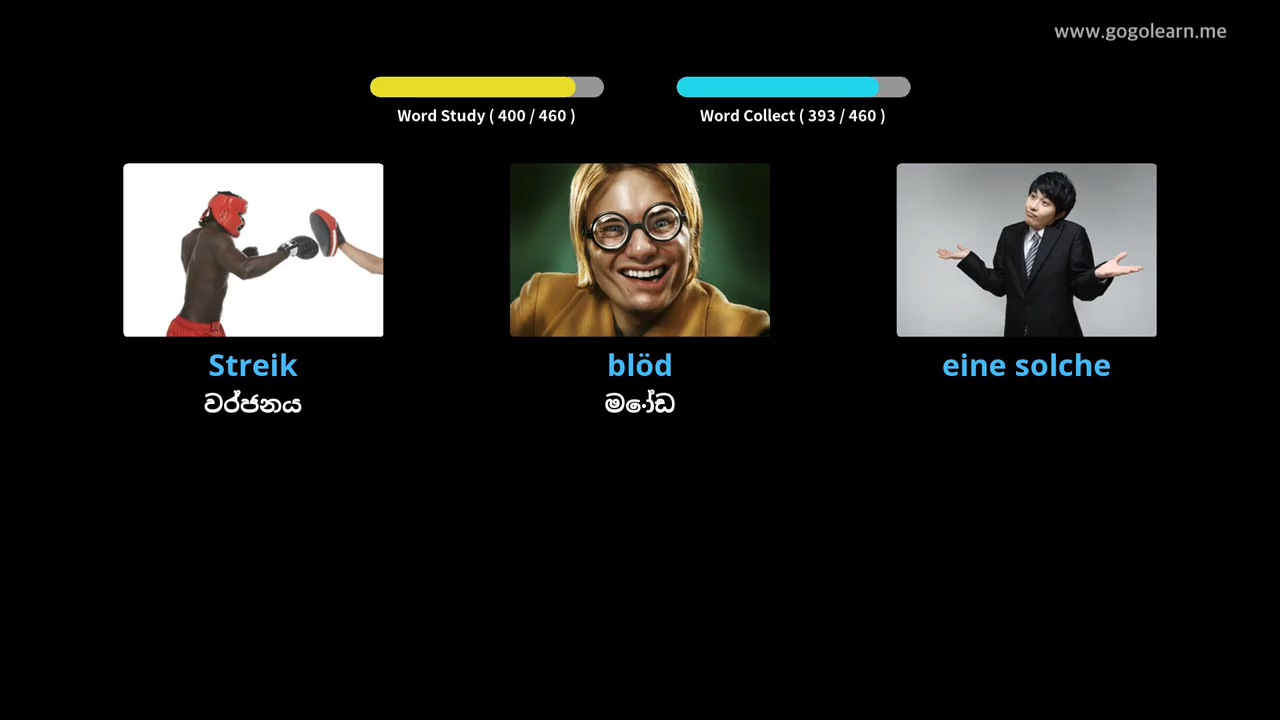 www.gogolearn.me
Word Study ( 400 / 460 )
Word Collect ( 393 / 460 )
Streik
blöd
eine solche
වර්ජනය
මෝඩ